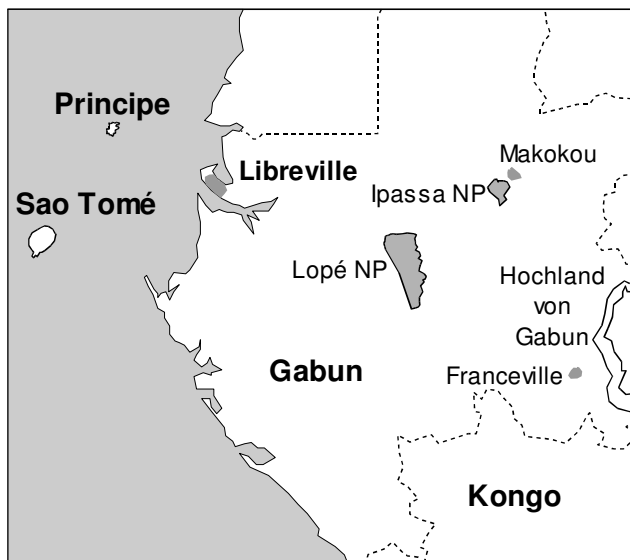 Principe
Sao Tomé
Libreville
Makokou
Ipassa NP
Lopé NP
Hochland
von
Gabun
Gabun
Franceville
Kongo